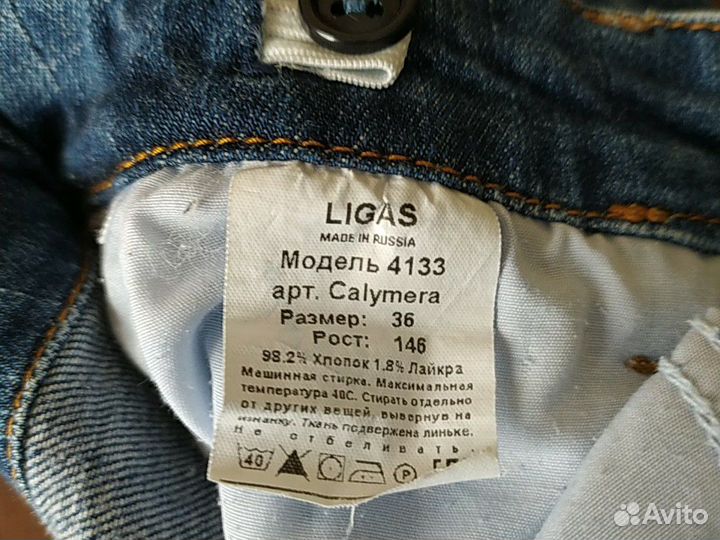 LIGAS
MADE IN RUSSIA
Модель 4133
арт. Calymera
Размер: 36
Рост: 146
98.2% Хлопок 1.8% Лайкра
Машинная стирка. Максимальная
температура 40С. Стирать отдельно
от других вещей, вывернув на
изнанку. Ткань подвержена линьке.
Не отбеливать
40 P
Avito